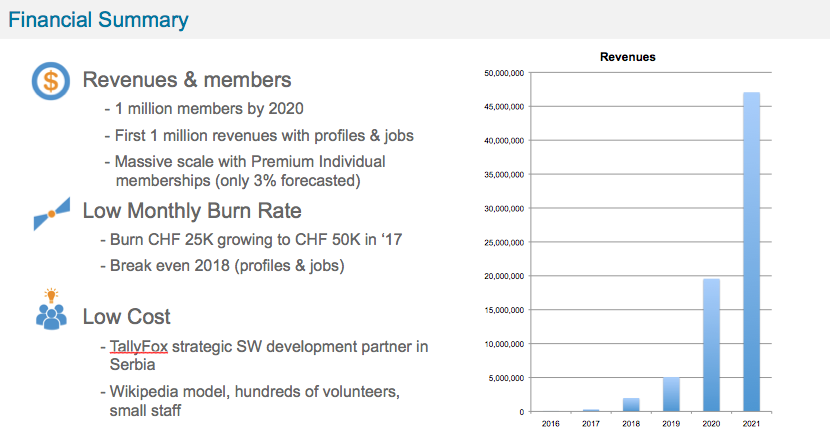 Financial Summary
$
Revenues & members
- 1 million members by 2020
- First 1 million revenues with profiles & jobs
- Massive scale with Premium Individual
memberships (only 3% forecasted)
Low Monthly Burn Rate
- Burn CHF 25K growing to CHF 50K in ‘17
- Break even 2018 (profiles & jobs)
Low Cost
- TallyFox strategic SW development partner in
Serbia
- Wikipedia model, hundreds of volunteers,
small staff
Revenues
50,000,000
45,000,000
40,000,000
35,000,000
30,000,000
25,000,000
20,000,000
15,000,000
10,000,000
5,000,000
0
2016 2017 2018 2019 2020 2021